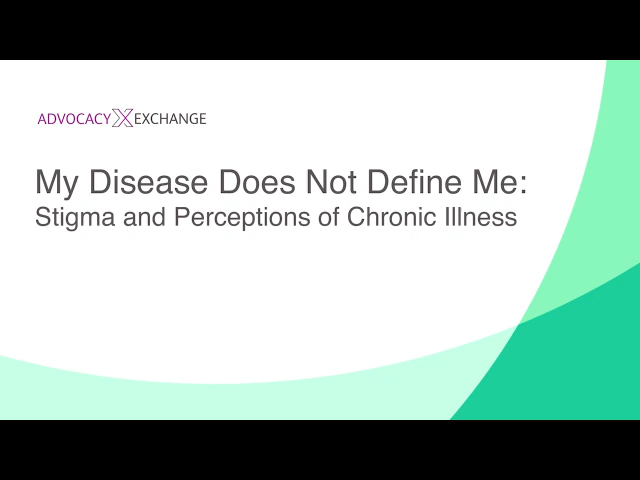 ADVOCACY EXCHANGE
My Disease Does Not Define Me:
Stigma and Perceptions of Chronic Illness